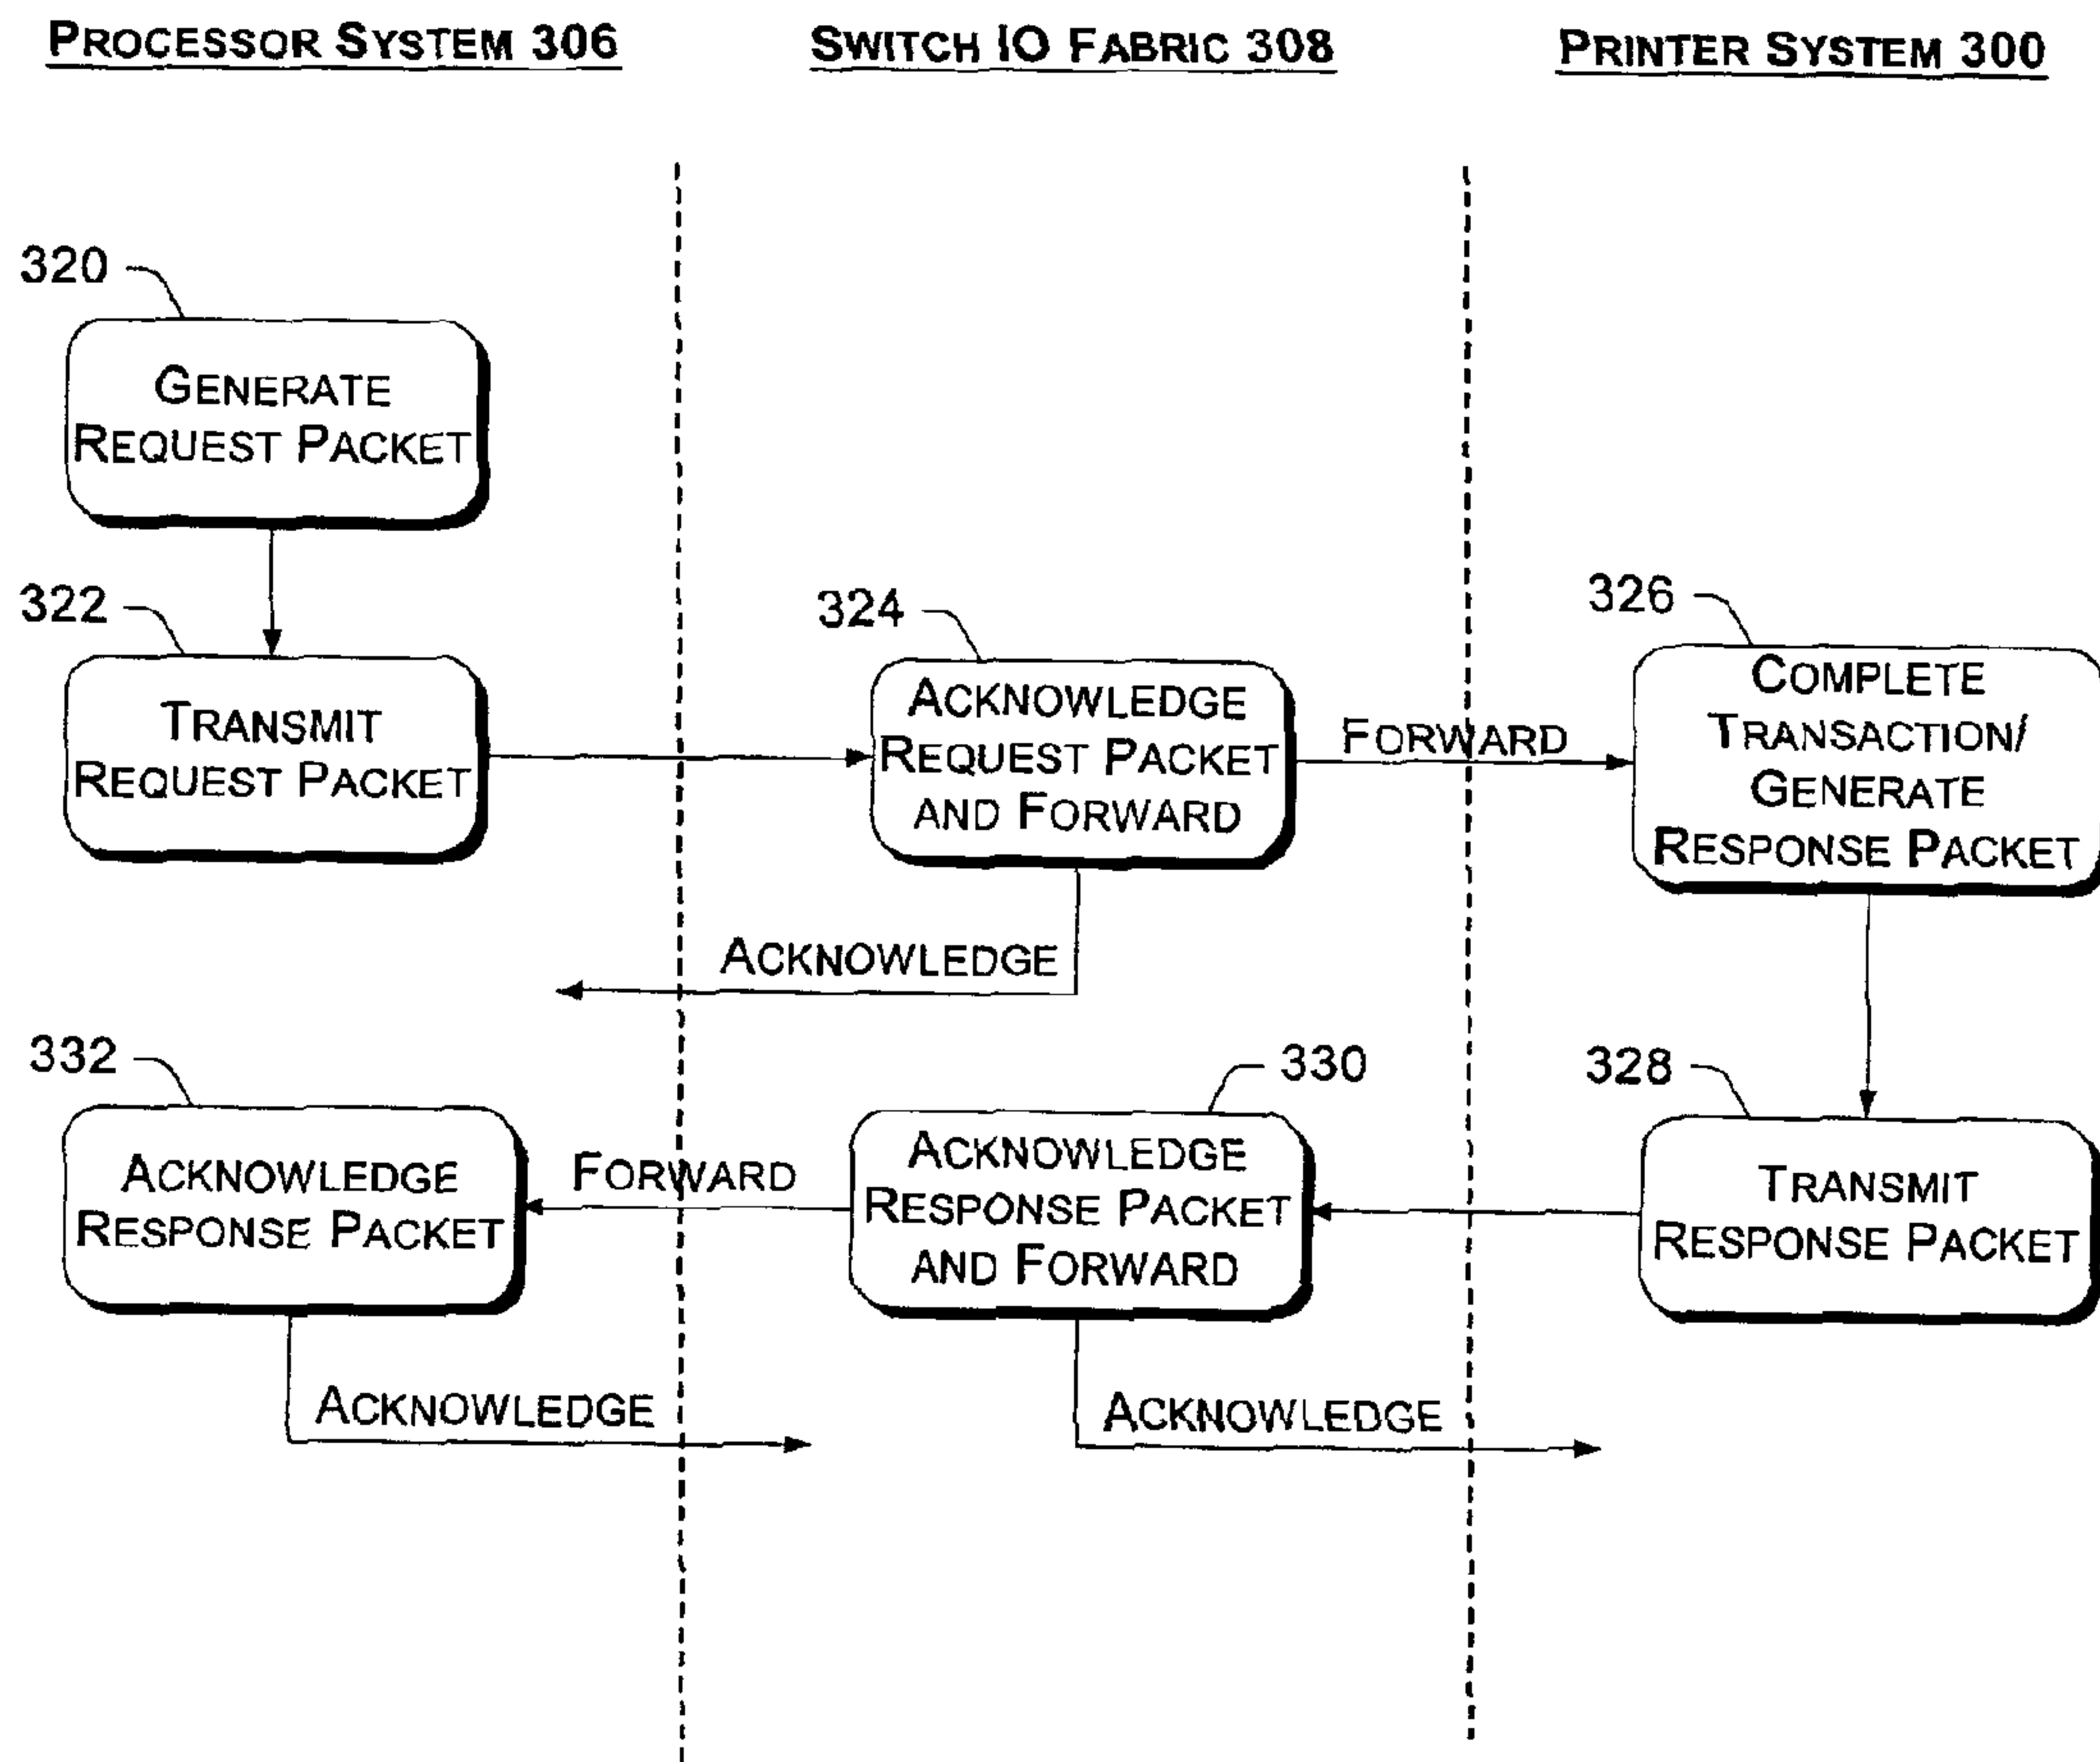 PROCESSOR SYSTEM 306
SWITCH IO FABRIC 308
PRINTER SYSTEM 300
320
GENERATE
REQUEST PACKET
322
TRANSMIT
REQUEST PACKET
324
ACKNOWLEDGE
REQUEST PACKET
AND FORWARD
FORWARD
326
COMPLETE
TRANSACTION/
GENERATE
RESPONSE PACKET
ACKNOWLEDGE
332
ACKNOWLEDGE
RESPONSE PACKET
FORWARD
330
ACKNOWLEDGE
RESPONSE PACKET
AND FORWARD
328
TRANSMIT
RESPONSE PACKET
ACKNOWLEDGE
ACKNOWLEDGE